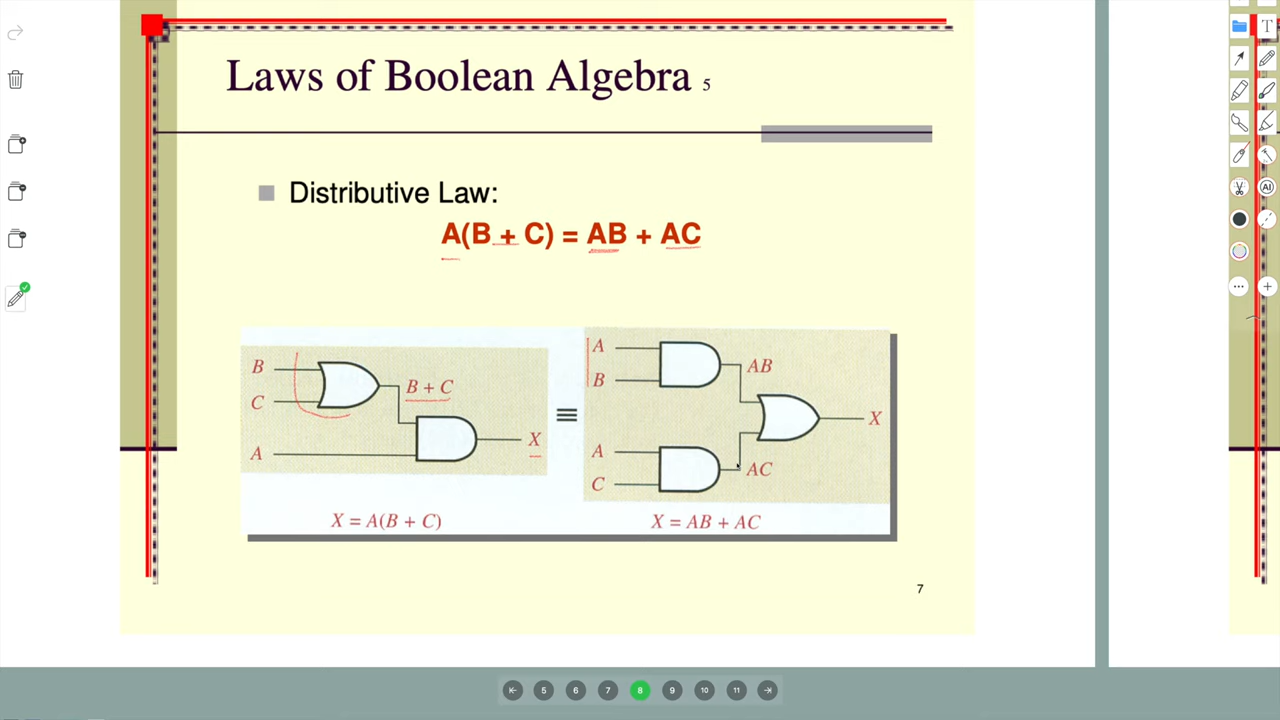 Laws of Boolean Algebra 5
Distributive Law:
A(B + C) = AB + AC
B
C
B + C
A
X
X = A(B + C)
≡
A
B
AB
A
C
AC
X
X = AB + AC
7
T
AI
5 6 7 8 9 10 11